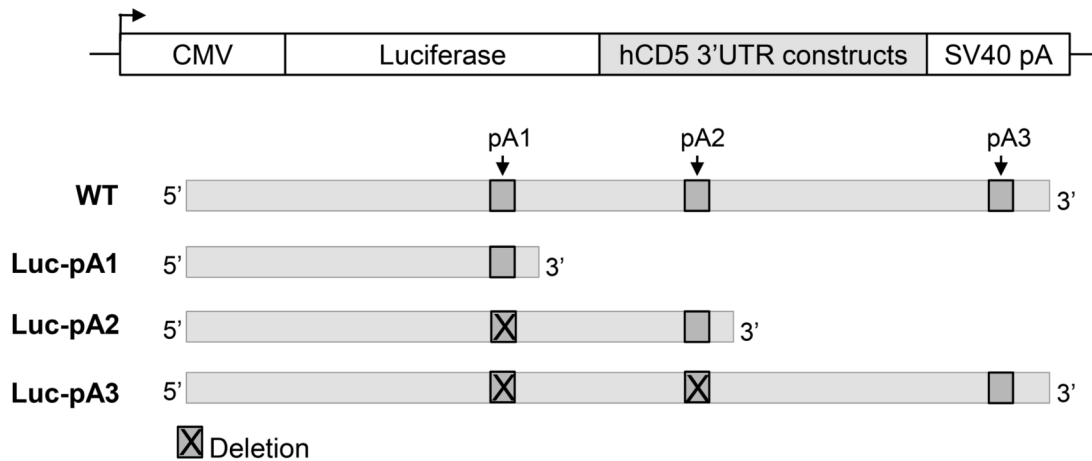 CMV Luciferase hCD5 3’UTR constructs SV40 pA
pA1 pA2 pA3
WT 5’ 3’
Luc-pA1 5’ 3’
Luc-pA2 5’ X 3’
Luc-pA3 5’ X X 3’
X Deletion